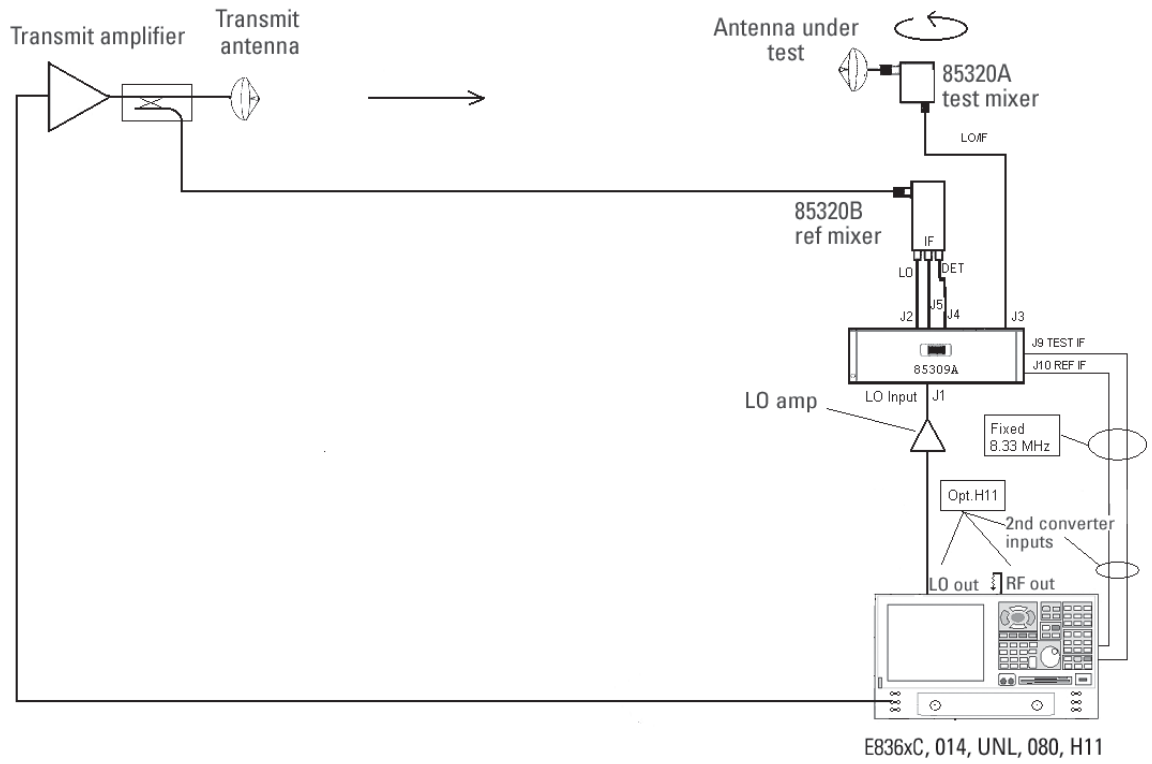 Transmit amplifier
Transmit
antenna
Antenna under
test
85320A
test mixer
LO/IF
85320B
ref mixer
IF
LO
DET
J2
J5
J4
J3
J9 TEST IF
J10 REF IF
85309A
LO Input
J1
LO amp
Fixed
8.33 MHz
Opt.H11
2nd converter
inputs
LO out
RF out
E836xC, 014, UNL, 080, H11